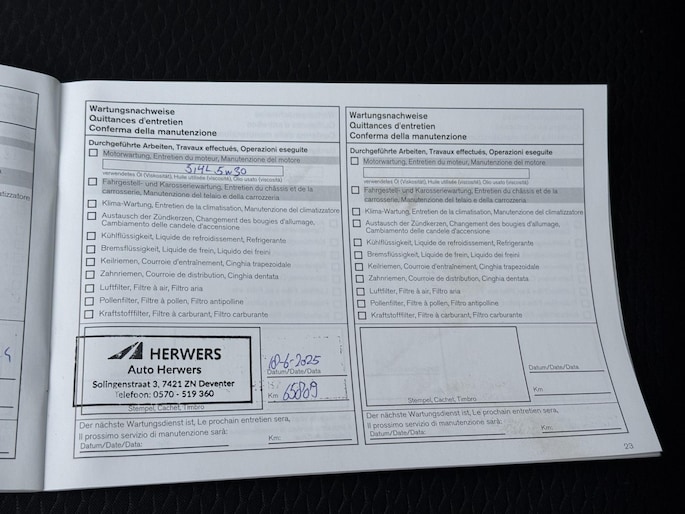 Wartungsnachweise
Quittances d'entretien
Conferma della manutenzione
Durchgeführte Arbeiten, Travaux effectués, Operazioni eseguite
Motorwartung, Entretien du moteur, Manutenzione del motore
5W30
verwendetes Öl (Viskosität), Huile utilisée (viscosité), Olio usato (viscosità)
Fahrgestell- und Karosseriewartung, Entretien du châssis et de la
carrosserie, Manutenzione del telaio e della carrozzeria
Klima-Wartung, Entretien de la climatisation, Manutenzione del climatizzatore
Austausch der Zündkerzen, Changement des bougies d'allumage,
Cambiamento delle candele d'accensione
Kühlflüssigkeit, Liquide de refroidissement, Refrigerante
Bremsflüssigkeit, Liquide de frein, Liquido dei freini
Keilriemen, Courroie d'entraînement, Cinghia trapezoidale
Zahnriemen, Courroie de distribution, Cinghia dentata
Luftfilter, Filtre à air, Filtro aria
Pollenfilter, Filtre à pollen, Filtro antipolline
Kraftstofffilter, Filtre à carburant, Filtro carburante
HERWERS
Auto Herwers
Solingenstraat 3, 7421 ZN Deventer
Telefoon: 0570 - 519 360
Stempel, Cachet, Timbro
18-6-2025
Datum/Date/Data
Km 65809
Der nächste Wartungsdienst ist, Le prochain entretien sera,
Il prossimo servizio di manutenzione sarà:
Datum/Date/Data: Km:
Wartungsnachweise
Quittances d'entretien
Conferma della manutenzione
Durchgeführte Arbeiten, Travaux effectués, Operazioni eseguite
Motorwartung, Entretien du moteur, Manutenzione del motore
verwendetes Öl (Viskosität), Huile utilisée (viscosité), Olio usato (viscosità)
Fahrgestell- und Karosseriewartung, Entretien du châssis et de la
carrosserie, Manutenzione del telaio e della carrozzeria
Klima-Wartung, Entretien de la climatisation, Manutenzione del climatizzatore
Austausch der Zündkerzen, Changement des bougies d'allumage,
Cambiamento delle candele d'accensione
Kühlflüssigkeit, Liquide de refroidissement, Refrigerante
Bremsflüssigkeit, Liquide de frein, Liquido dei freini
Keilriemen, Courroie d'entraînement, Cinghia trapezoidale
Zahnriemen, Courroie de distribution, Cinghia dentata
Luftfilter, Filtre à air, Filtro aria
Pollenfilter, Filtre à pollen, Filtro antipolline
Kraftstofffilter, Filtre à carburant, Filtro carburante
Datum/Date/Data
Km
Stempel, Cachet, Timbro
Der nächste Wartungsdienst ist, Le prochain entretien sera,
Il prossimo servizio di manutenzione sarà:
Datum/Date/Data: Km:
23